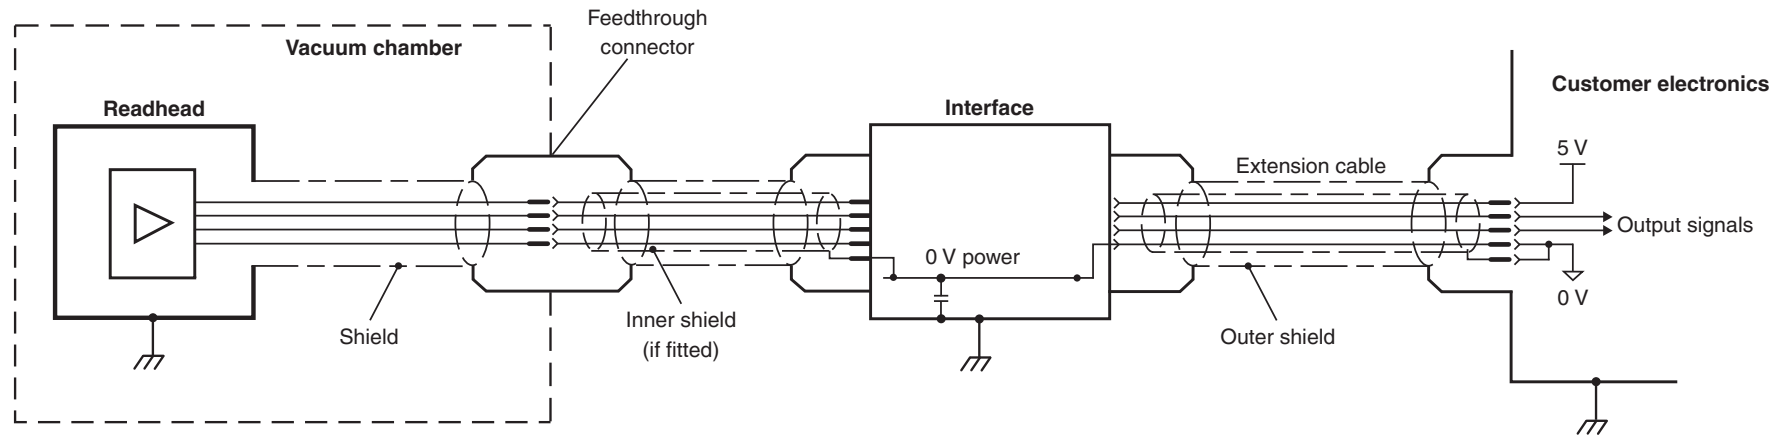 Feedthrough
connector
Vacuum chamber
Readhead
Interface
Customer electronics
5 V
Extension cable
Output signals
0 V power
0 V
Shield
Inner shield
(if fitted)
Outer shield